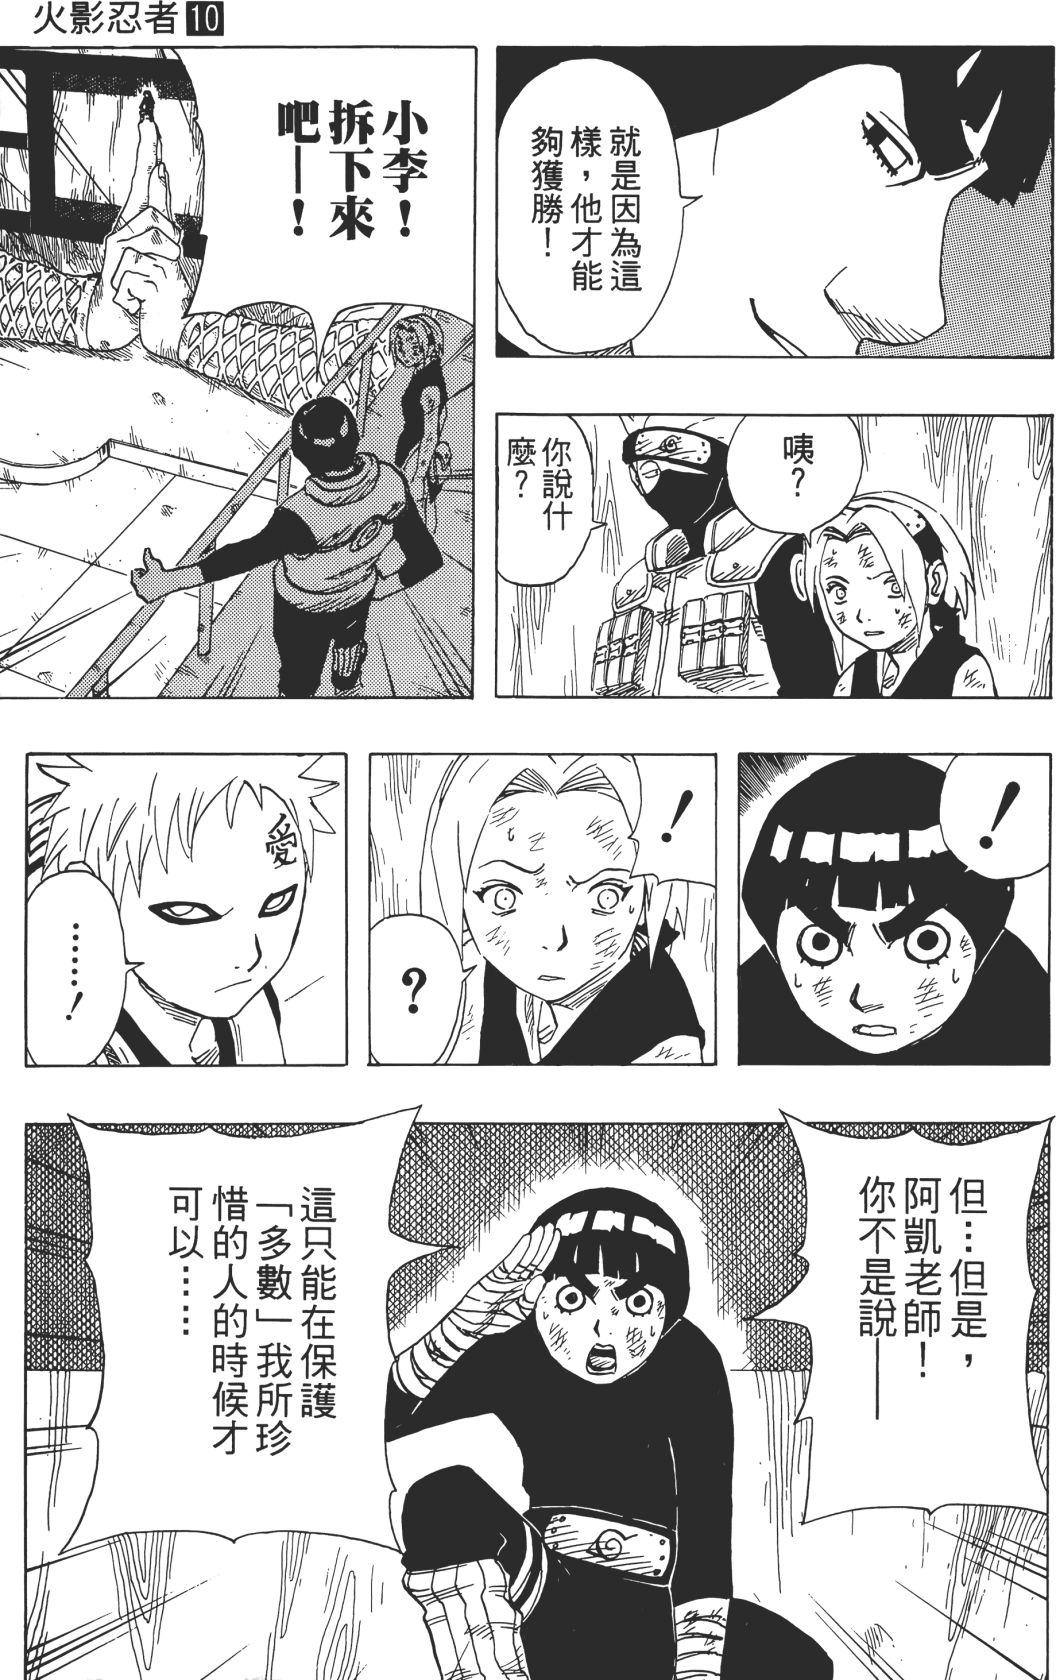 火影忍者 10
就是因為這
樣，他才能
夠獲勝！
咦？
你說什
麼？
小李！
拆下來
吧—！
！
！
？
……！
愛
但…但是，
阿凱老師！
你不是說——
這只能在保護
「多數」我所珍
惜的人的時候才
可以……